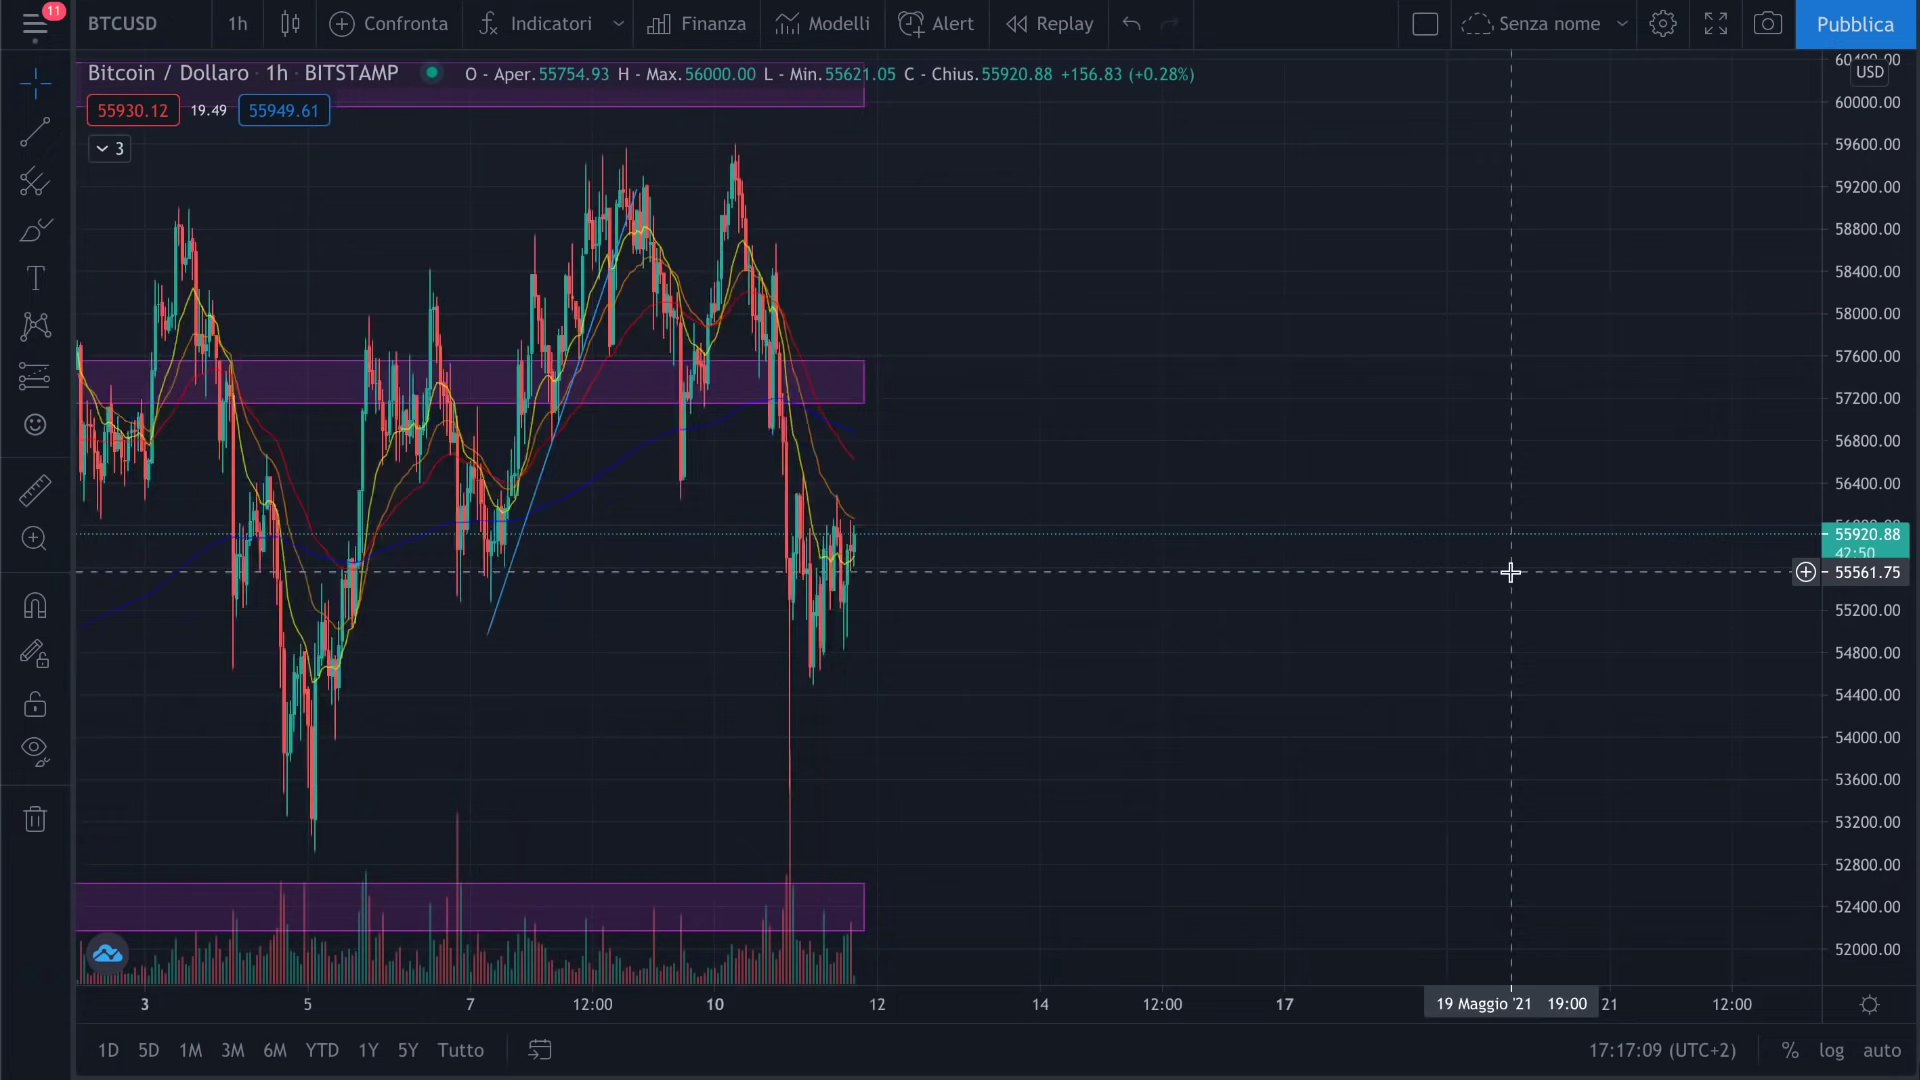 11
BTCUSD
1h
Confronta
Indicatori
Finanza
Modelli
Alert
Replay
Senza nome
Pubblica
Bitcoin / Dollaro · 1h · BITSTAMP
O - Aper.55754.93 H - Max.56000.00 L - Min.55621.05 C - Chius.55920.88 +156.83 (+0.28%)
USD
55930.12
19.49
55949.61
3
60000.00
59600.00
59200.00
58800.00
58400.00
58000.00
57600.00
57200.00
56800.00
56400.00
55920.88
42:50
55561.75
55200.00
54800.00
54400.00
54000.00
53600.00
53200.00
52800.00
52400.00
52000.00
3 5 7 12:00 10 12 14 12:00 17 19 Maggio '21 19:00 21 12:00
1D 5D 1M 3M 6M YTD 1Y 5Y Tutto
17:17:09 (UTC+2)
% log auto